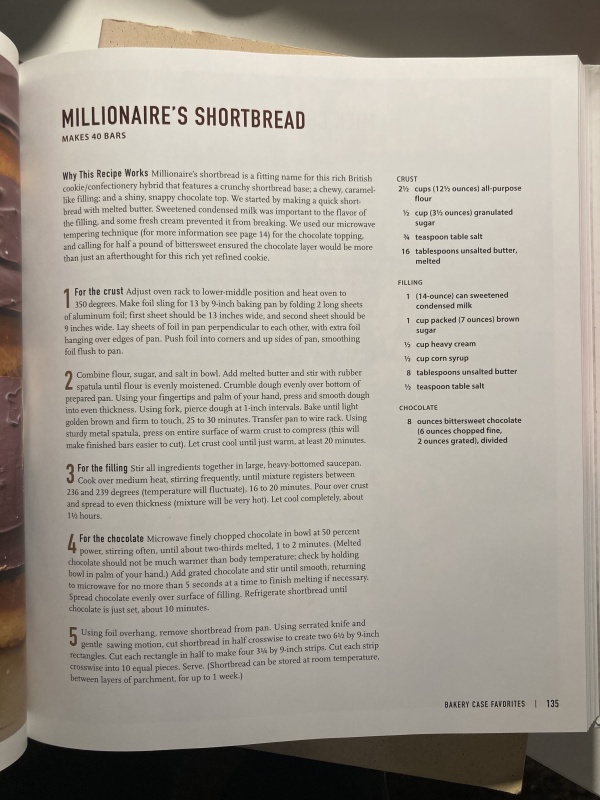 MILLIONAIRE'S SHORTBREAD
MAKES 40 BARS
Why This Recipe Works Millionaire's shortbread is a fitting name for this rich British
cookie/confectionery hybrid that features a crunchy shortbread base; a chewy, caramel-
like filling; and a shiny, snappy chocolate top. We started by making a quick short-
bread with melted butter. Sweetened condensed milk was important to the flavor of
the filling, and some fresh cream prevented it from breaking. We used our microwave
tempering technique (for more information see page 14) for the chocolate topping,
and calling for half a pound of bittersweet ensured the chocolate layer would be more
than just an afterthought for this rich yet refined cookie.
1 For the crust Adjust oven rack to lower-middle position and heat oven to
350 degrees. Make foil sling for 13 by 9-inch baking pan by folding 2 long sheets
of aluminum foil; first sheet should be 13 inches wide, and second sheet should be
9 inches wide. Lay sheets of foil in pan perpendicular to each other, with extra foil
hanging over edges of pan. Push foil into corners and up sides of pan, smoothing
foil flush to pan.
2 Combine flour, sugar, and salt in bowl. Add melted butter and stir with rubber
spatula until flour is evenly moistened. Crumble dough evenly over bottom of
prepared pan. Using your fingertips and palm of your hand, press and smooth dough
into even thickness. Using fork, pierce dough at 1-inch intervals. Bake until light
golden brown and firm to touch, 25 to 30 minutes. Transfer pan to wire rack. Using
sturdy metal spatula, press on entire surface of warm crust to compress (this will
make finished bars easier to cut). Let crust cool until just warm, at least 20 minutes.
3 For the filling Stir all ingredients together in large, heavy-bottomed saucepan.
Cook over medium heat, stirring frequently, until mixture registers between
236 and 239 degrees (temperature will fluctuate), 16 to 20 minutes. Pour over crust
and spread to even thickness (mixture will be very hot). Let cool completely, about
1½ hours.
4 For the chocolate Microwave finely chopped chocolate in bowl at 50 percent
power, stirring often, until about two-thirds melted, 1 to 2 minutes. (Melted
chocolate should not be much warmer than body temperature; check by holding
bowl in palm of your hand.) Add grated chocolate and stir until smooth, returning
to microwave for no more than 5 seconds at a time to finish melting if necessary.
Spread chocolate evenly over surface of filling. Refrigerate shortbread until
chocolate is just set, about 10 minutes.
5 Using foil overhang, remove shortbread from pan. Using serrated knife and
gentle sawing motion, cut shortbread in half crosswise to create two 6½ by 9-inch
rectangles. Cut each rectangle in half to make four 3¼ by 9-inch strips. Cut each strip
crosswise into 10 equal pieces. Serve. (Shortbread can be stored at room temperature,
between layers of parchment, for up to 1 week.)
CRUST
2½ cups (12½ ounces) all-purpose
flour
½ cup (3½ ounces) granulated
sugar
¾ teaspoon table salt
16 tablespoons unsalted butter,
melted
FILLING
1 (14-ounce) can sweetened
condensed milk
1 cup packed (7 ounces) brown
sugar
½ cup heavy cream
½ cup corn syrup
8 tablespoons unsalted butter
½ teaspoon table salt
CHOCOLATE
8 ounces bittersweet chocolate
(6 ounces chopped fine,
2 ounces grated), divided
BAKERY CASE FAVORITES | 135